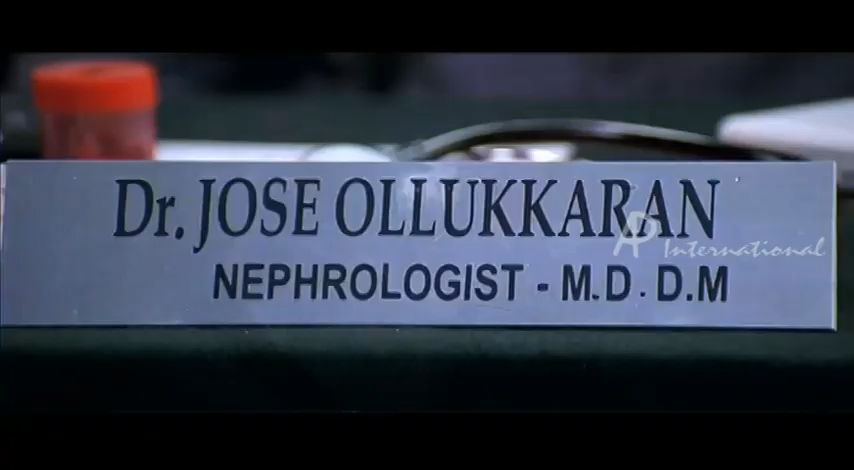 Dr. JOSE OLLUKKARAN
AP International
NEPHROLOGIST - M.D. D.M